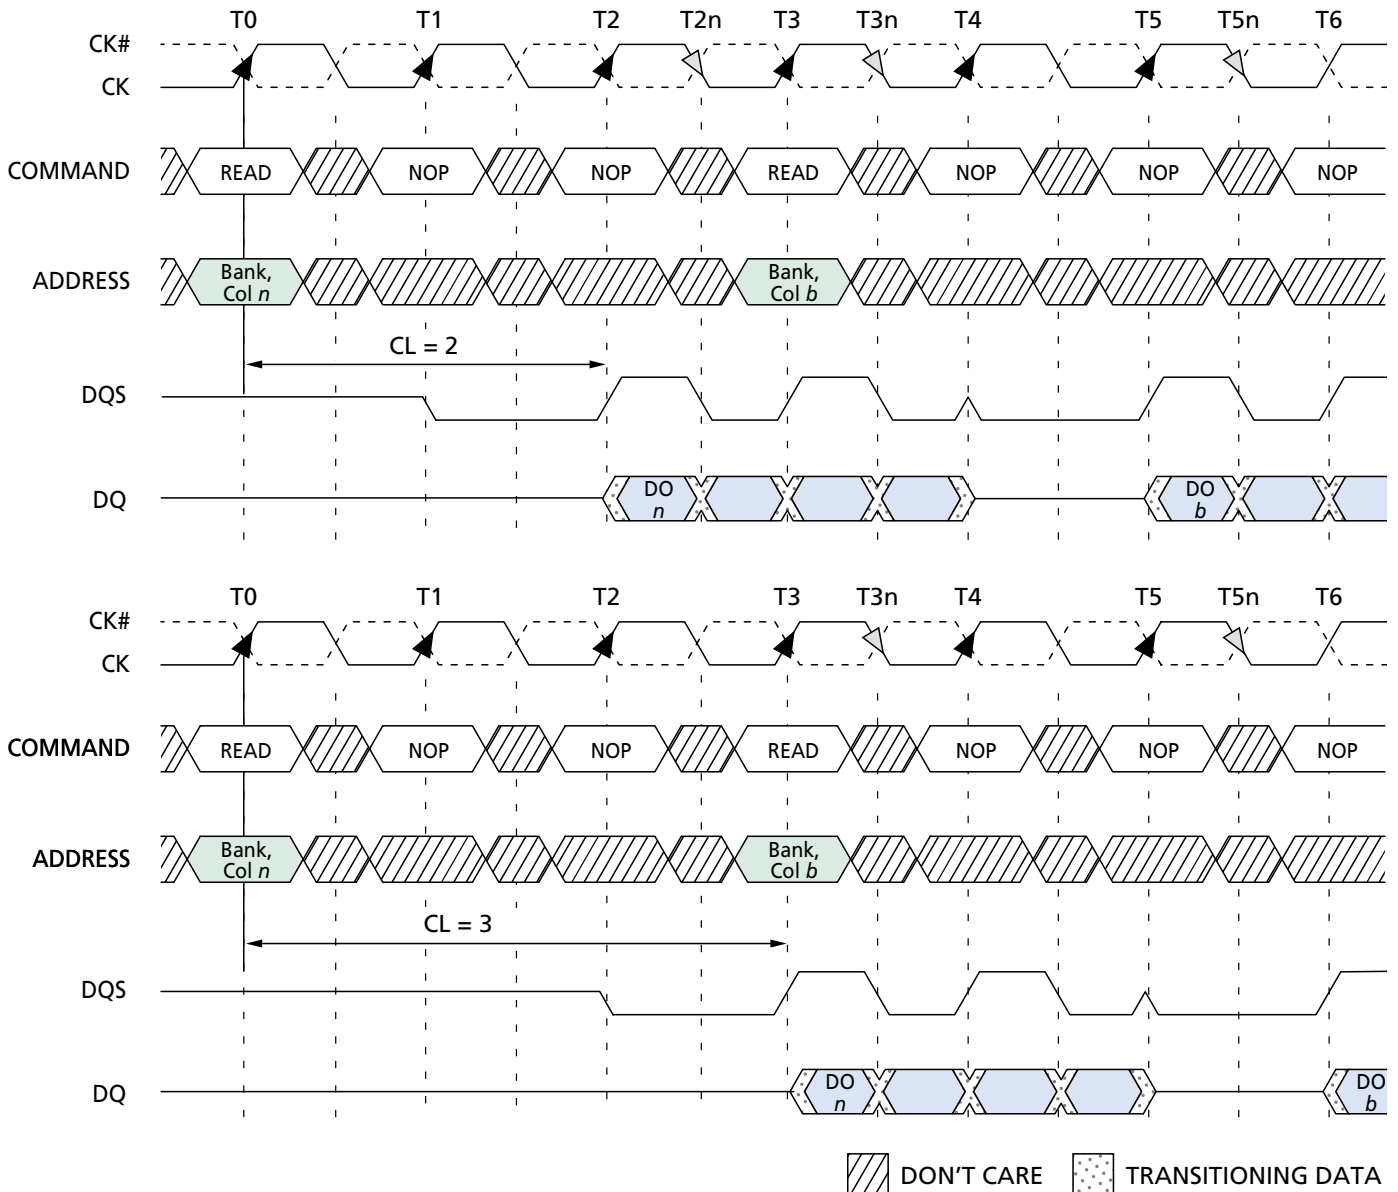 T0 T1 T2 T2n T3 T3n T4 T5 T5n T6
CK#
CK
COMMAND READ NOP NOP READ NOP NOP NOP
ADDRESS Bank, Col n Bank, Col b
CL = 2
DQS
DQ DO n DO b
T0 T1 T2 T3 T3n T4 T5 T5n T6
CK#
CK
COMMAND READ NOP NOP READ NOP NOP NOP
ADDRESS Bank, Col n Bank, Col b
CL = 3
DQS
DQ DO n DO b
DON'T CARE TRANSITIONING DATA